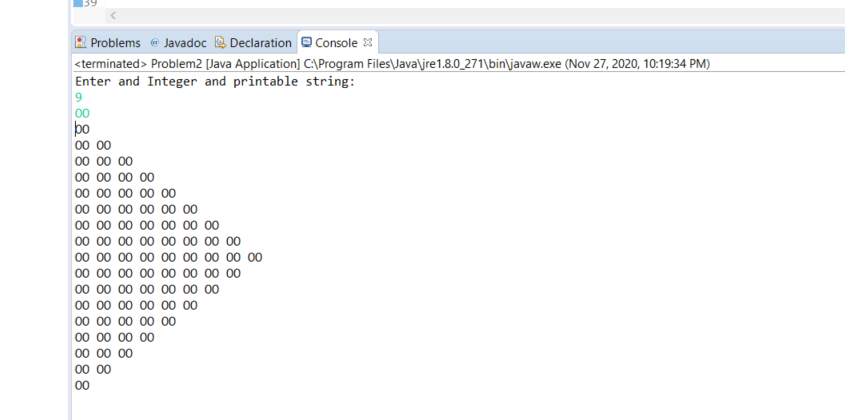 39
Problems @ Javadoc Declaration Console
<terminated> Problem2 [Java Application] C:\Program Files\Java\jre1.8.0_271\bin\javaw.exe (Nov 27, 2020, 10:19:34 PM)
Enter and Integer and printable string:
9
00
00
00 00
00 00 00
00 00 00 00
00 00 00 00 00
00 00 00 00 00 00
00 00 00 00 00 00 00
00 00 00 00 00 00 00 00
00 00 00 00 00 00 00 00 00
00 00 00 00 00 00 00 00
00 00 00 00 00 00 00
00 00 00 00 00 00
00 00 00 00 00
00 00 00 00
00 00 00
00 00
00